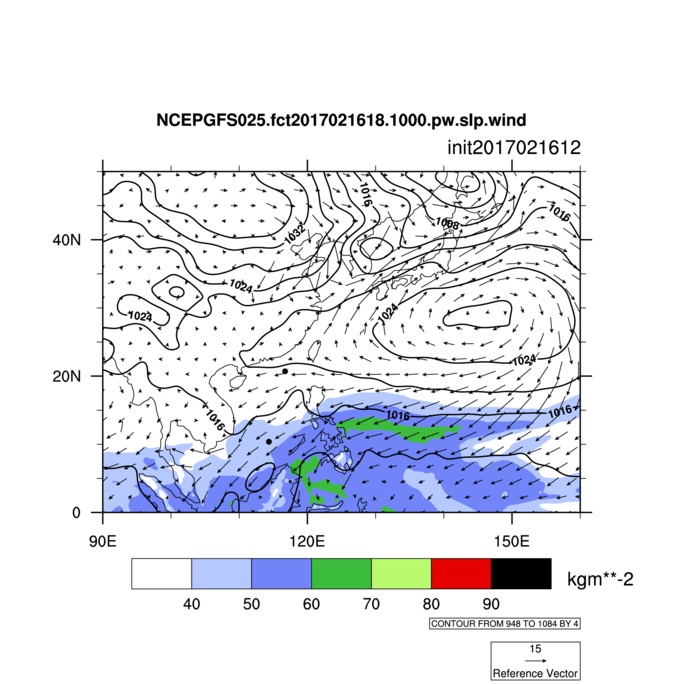 NCEPGFS025.fct2017021618.1000.pw.slp.wind
init2017021612
1016
1016
1008
40N
1032
1024
1024
1024
1024
20N
1016
1016
1016
0
90E 120E 150E
40 50 60 70 80 90
kgm**-2
CONTOUR FROM 948 TO 1084 BY 4
15
Reference Vector